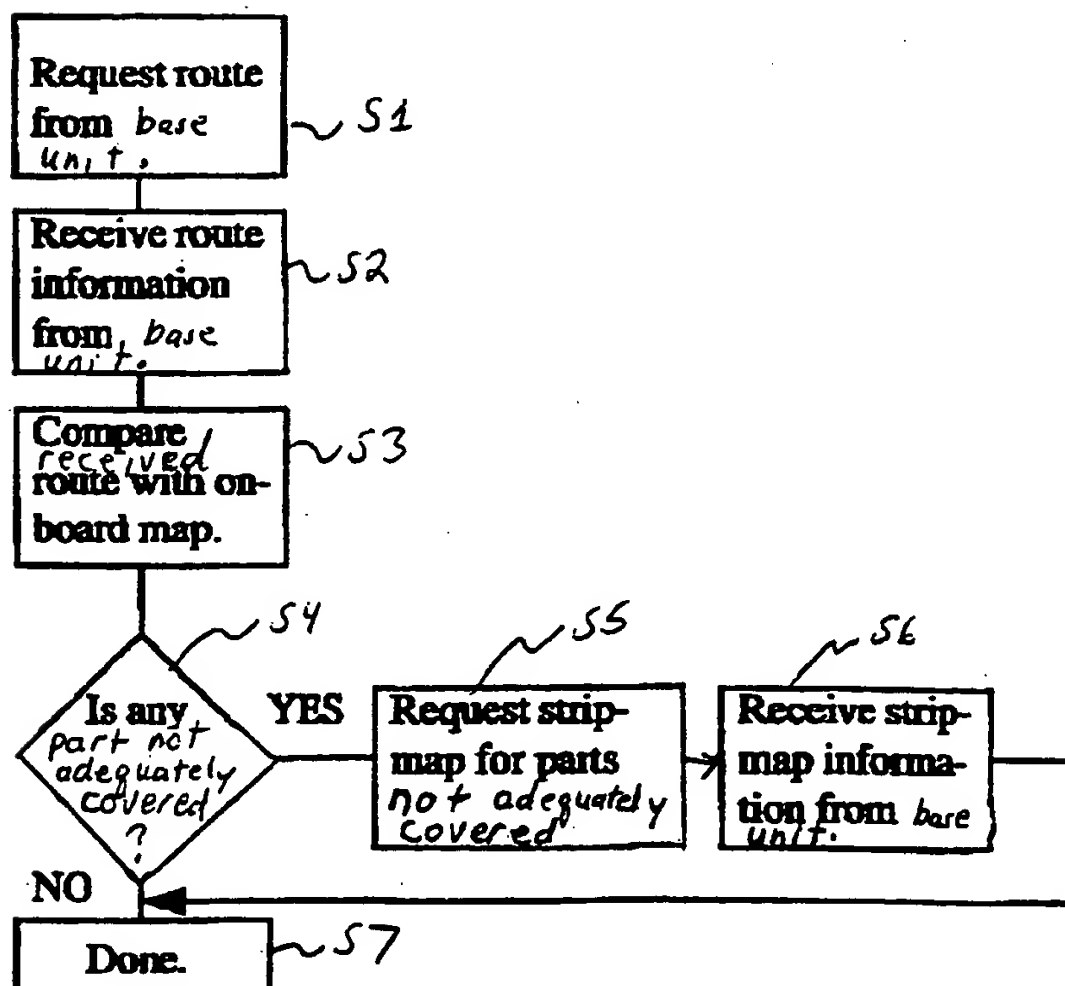 Request route
from base
unit.
S1
Receive route
information
from, base
unit.
S2
Compare
received
route with on-
board map.
S3
S4
Is any
part not
adequately
covered
?
YES
NO
S5
Request strip-
map for parts
not adequately
covered
S6
Receive strip-
map informa-
tion from base
unit.
Done.
S7